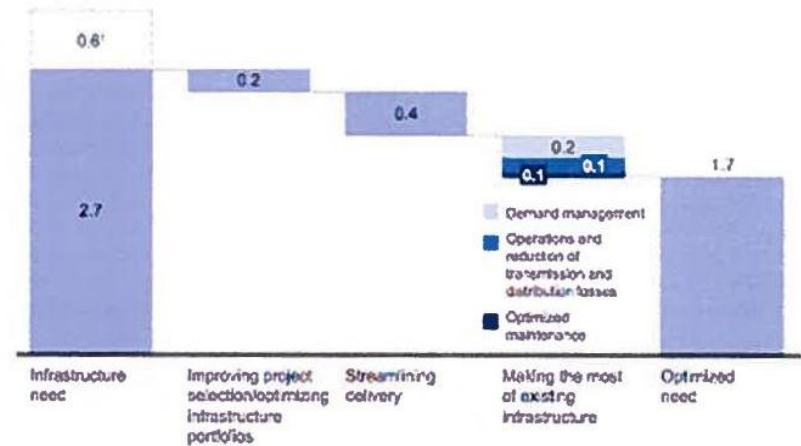 0.6¹
2.7
0.2
0.4
0.2
0.1
0.1
1.7
Demand management
Operations and
reduction of
transmission and
distribution losses
Optimized
maintenance
Infrastructure
need
Improving project
selection/optimizing
infrastructure
portfolios
Streamlining
delivery
Making the most
of existing
infrastructure
Optimized
need